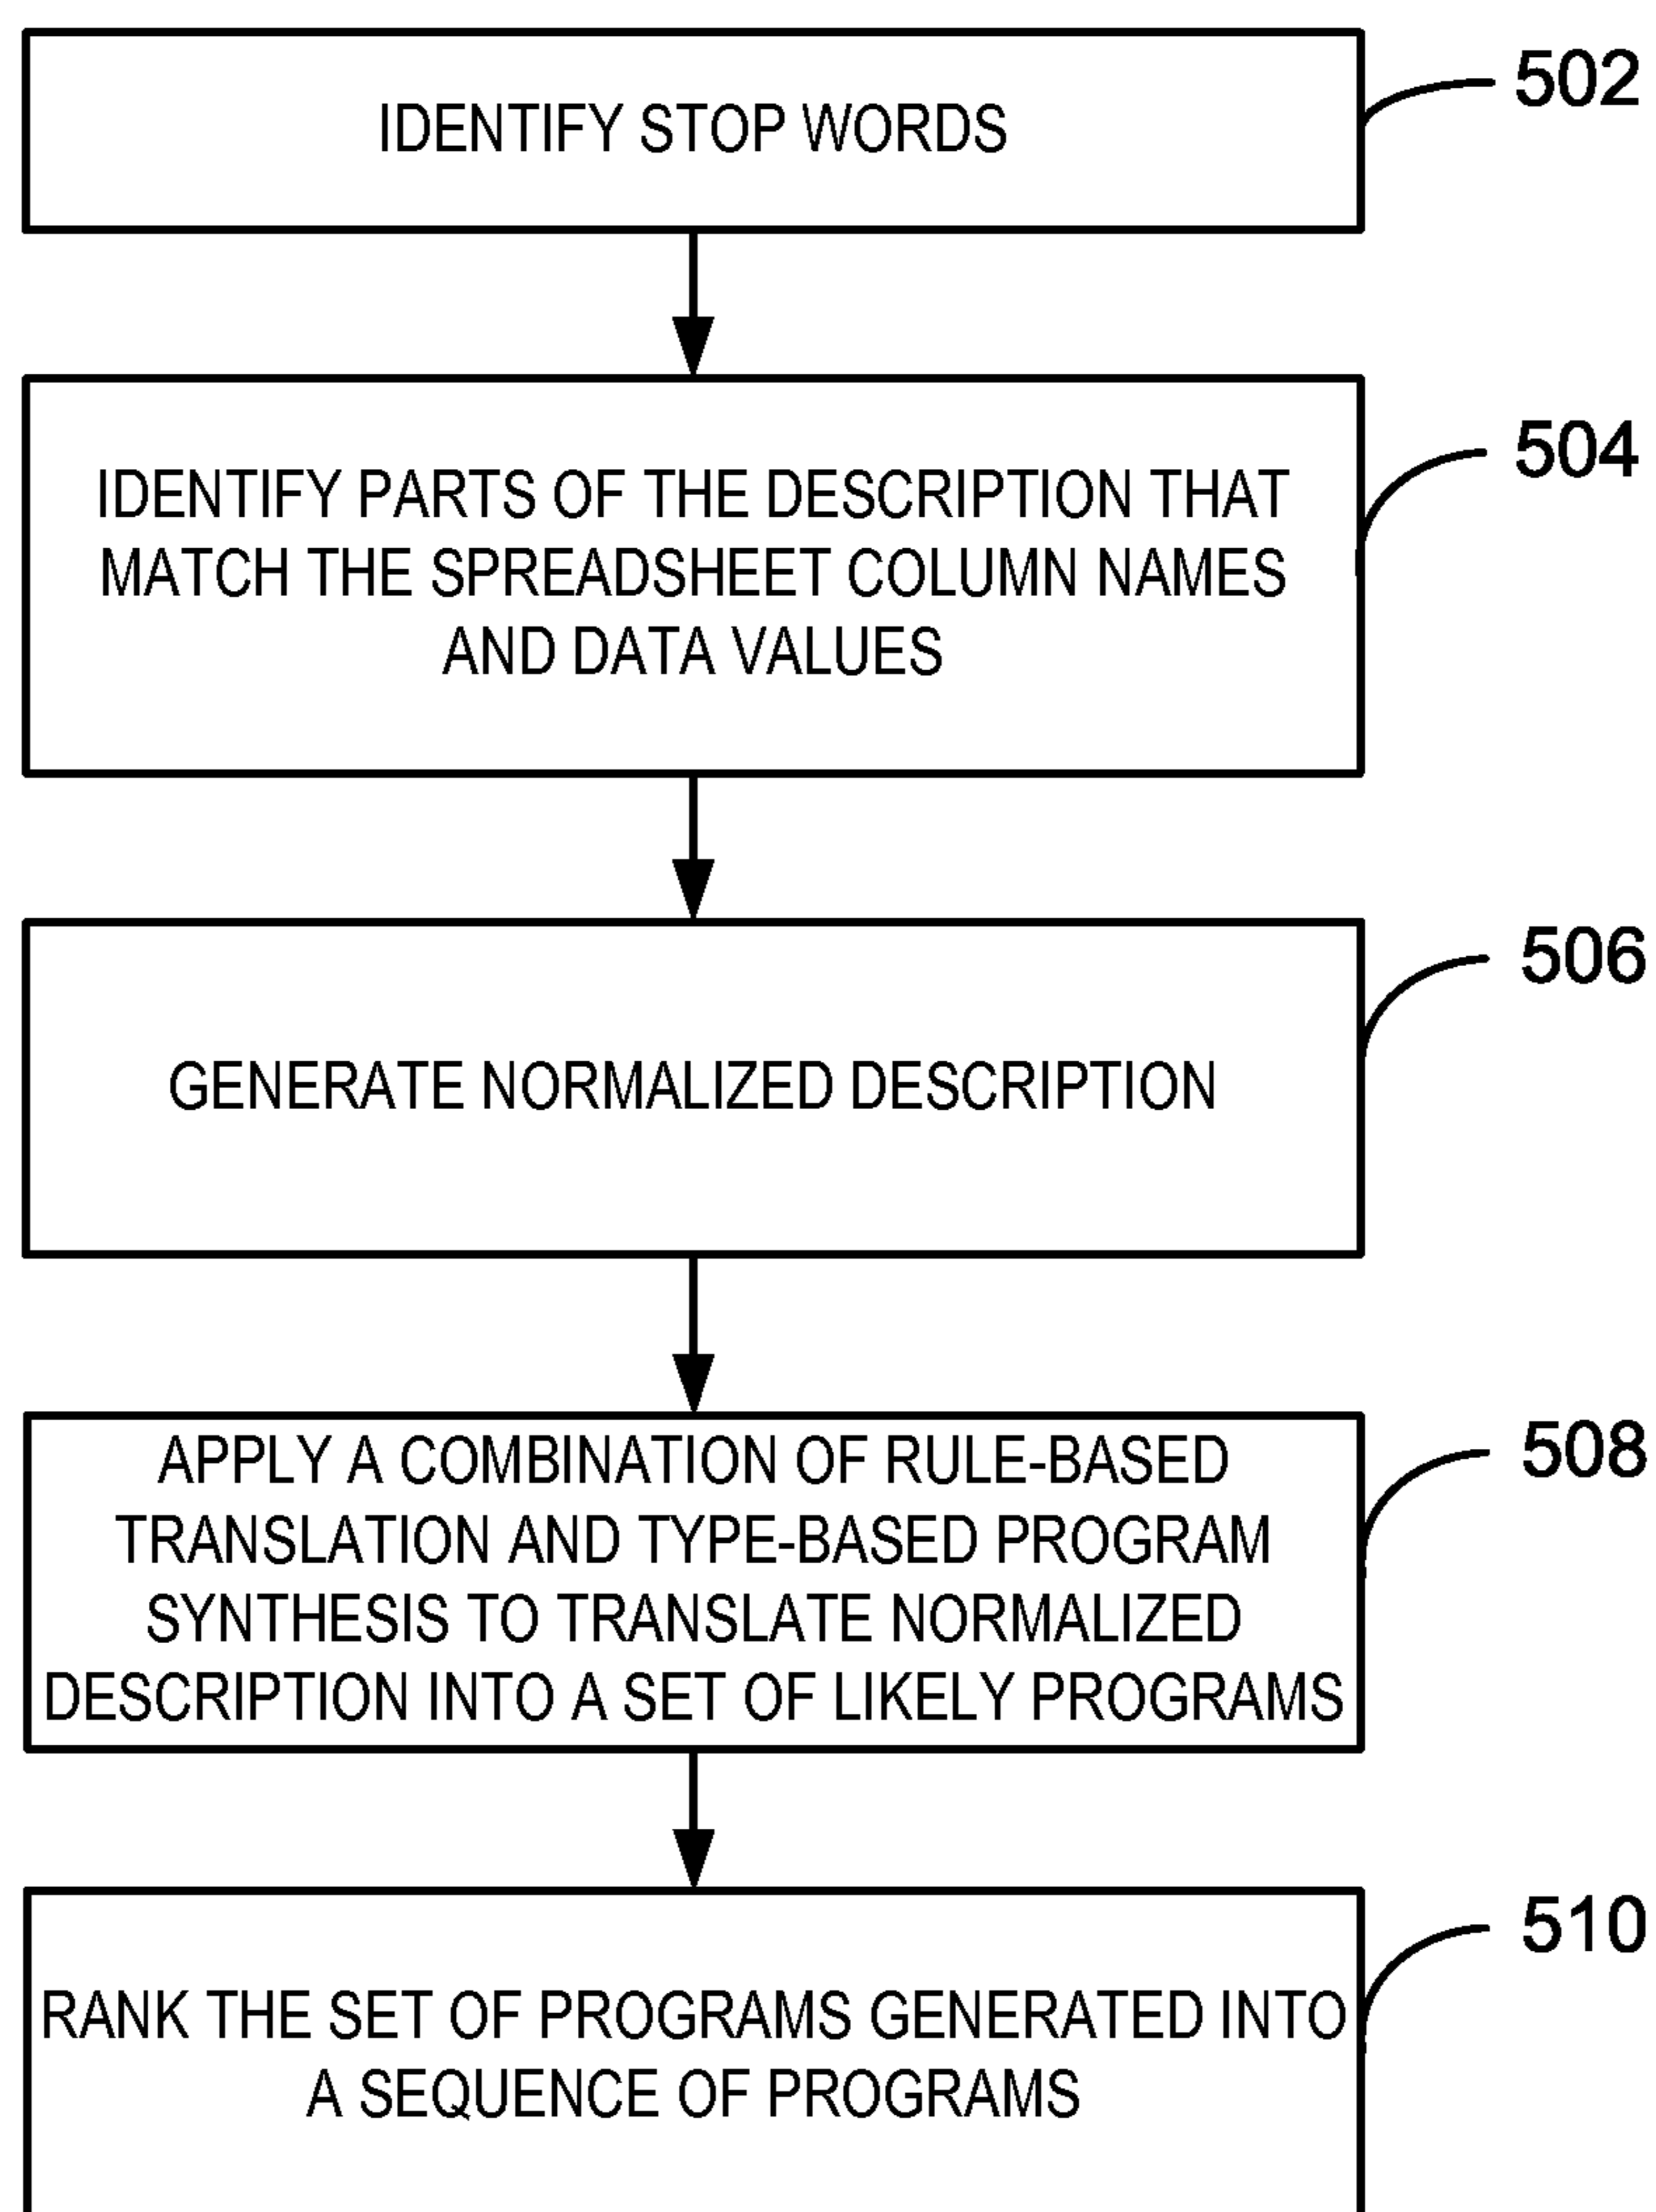 IDENTIFY STOP WORDS
502
IDENTIFY PARTS OF THE DESCRIPTION THAT
MATCH THE SPREADSHEET COLUMN NAMES
AND DATA VALUES
504
GENERATE NORMALIZED DESCRIPTION
506
APPLY A COMBINATION OF RULE-BASED
TRANSLATION AND TYPE-BASED PROGRAM
SYNTHESIS TO TRANSLATE NORMALIZED
DESCRIPTION INTO A SET OF LIKELY PROGRAMS
508
RANK THE SET OF PROGRAMS GENERATED INTO
A SEQUENCE OF PROGRAMS
510